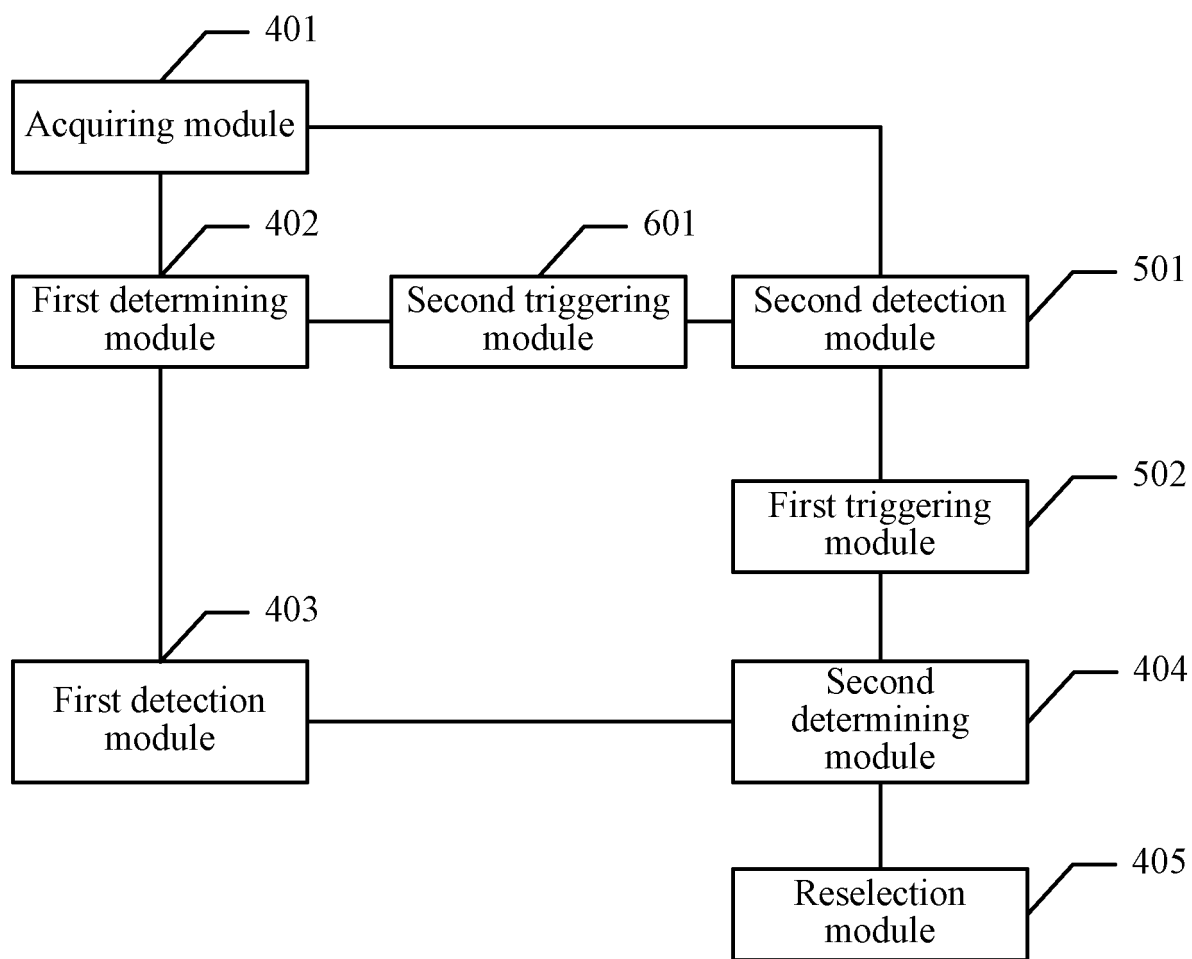 401
Acquiring module
402
601
First determining
module
Second triggering
module
Second detection
module
501
First triggering
module
502
403
First detection
module
Second
determining
module
404
Reselection
module
405